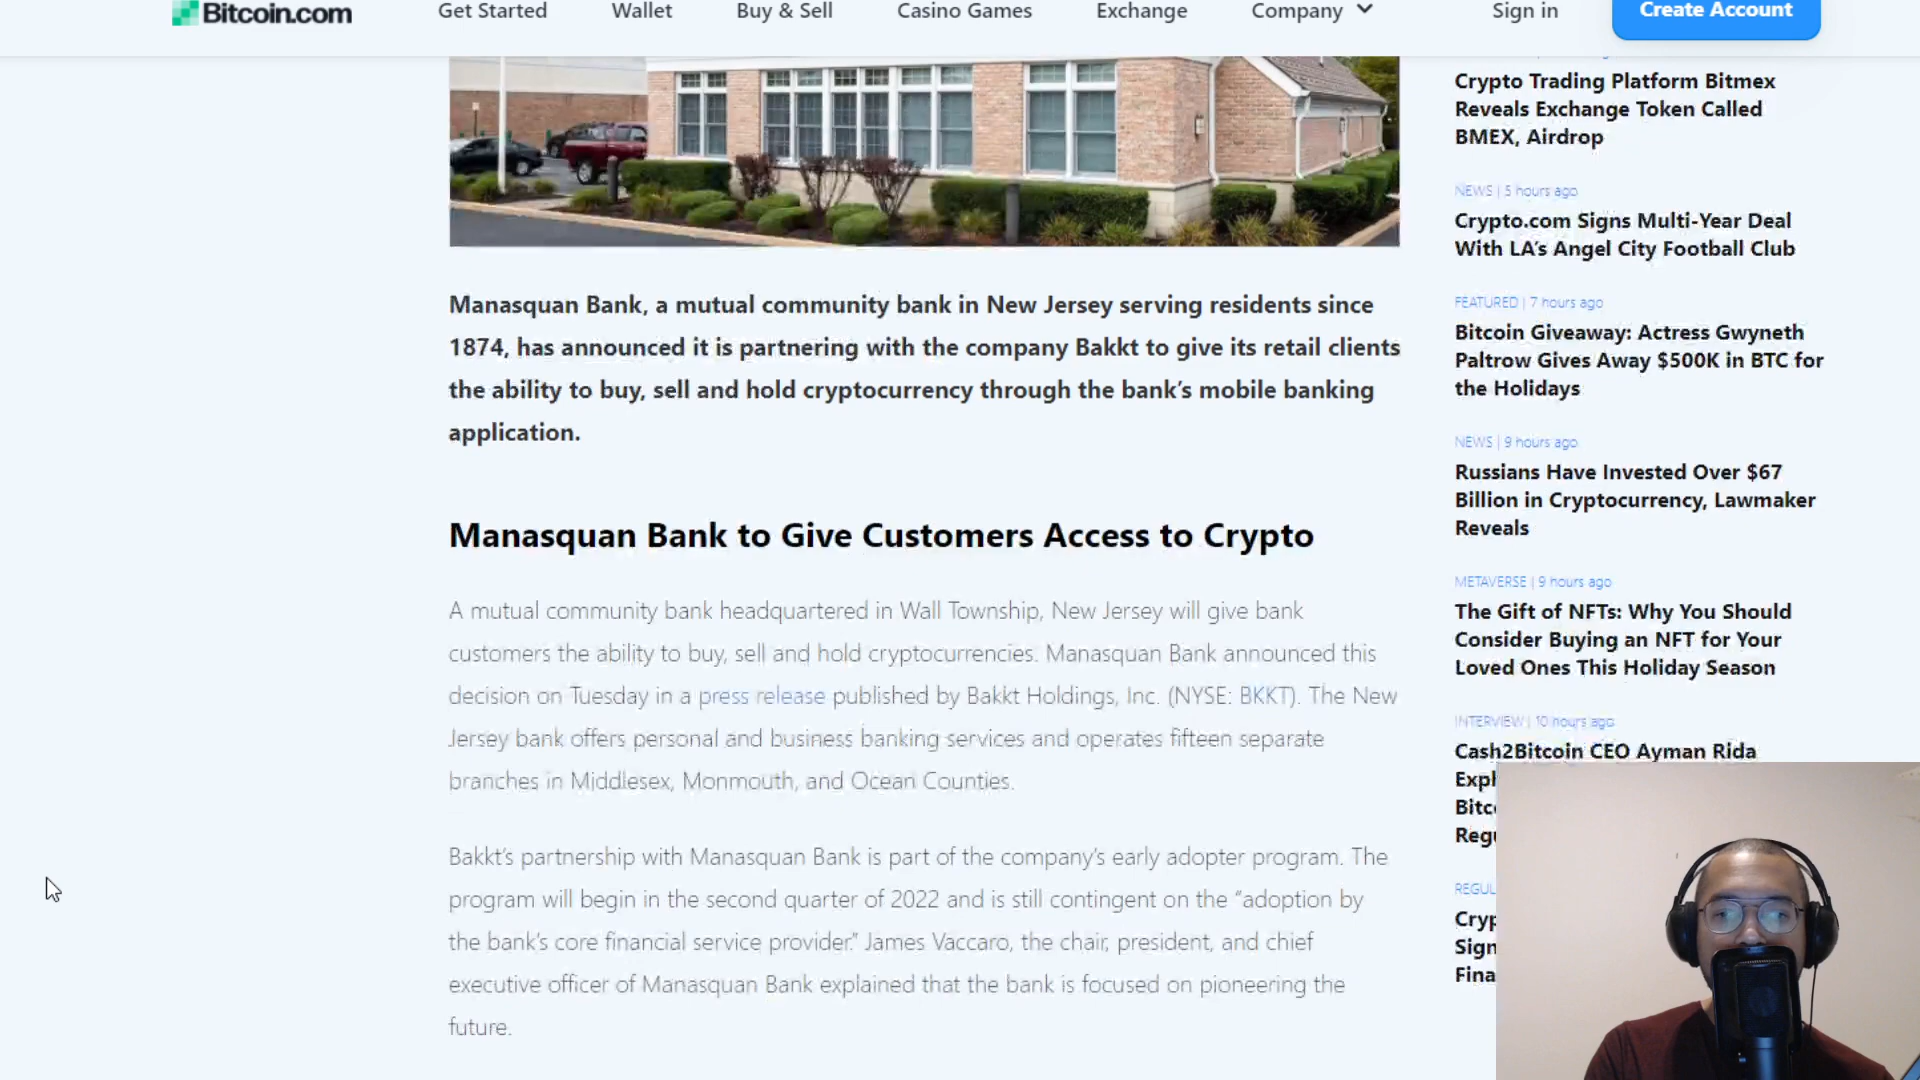 Bitcoin.com
Get Started
Wallet
Buy & Sell
Casino Games
Exchange
Company
Sign in
Create Account
Manasquan Bank, a mutual community bank in New Jersey serving residents since
1874, has announced it is partnering with the company Bakkt to give its retail clients
the ability to buy, sell and hold cryptocurrency through the bank’s mobile banking
application.
Manasquan Bank to Give Customers Access to Crypto
A mutual community bank headquartered in Wall Township, New Jersey will give bank
customers the ability to buy, sell and hold cryptocurrencies. Manasquan Bank announced this
decision on Tuesday in a press release published by Bakkt Holdings, Inc. (NYSE: BKKT). The New
Jersey bank offers personal and business banking services and operates fifteen separate
branches in Middlesex, Monmouth, and Ocean Counties.
Bakkt’s partnership with Manasquan Bank is part of the company’s early adopter program. The
program will begin in the second quarter of 2022 and is still contingent on the “adoption by
the bank’s core financial service provider.” James Vaccaro, the chair, president, and chief
executive officer of Manasquan Bank explained that the bank is focused on pioneering the
future.
Crypto Trading Platform Bitmex
Reveals Exchange Token Called
BMEX, Airdrop
NEWS | 5 hours ago
Crypto.com Signs Multi-Year Deal
With LA’s Angel City Football Club
FEATURED | 7 hours ago
Bitcoin Giveaway: Actress Gwyneth
Paltrow Gives Away $500K in BTC for
the Holidays
NEWS | 9 hours ago
Russians Have Invested Over $67
Billion in Cryptocurrency, Lawmaker
Reveals
METAVERSE | 9 hours ago
The Gift of NFTs: Why You Should
Consider Buying an NFT for Your
Loved Ones This Holiday Season
INTERVIEW | 10 hours ago
Cash2Bitcoin CEO Ayman Rida
Expl
Bitc
Regu
REGUL
Cryp
Sign
Fina